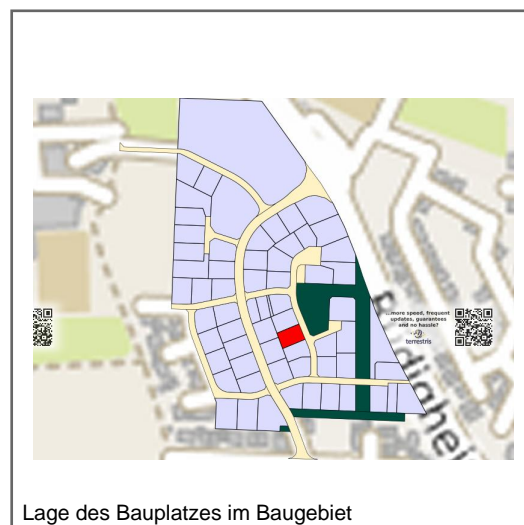 ...more speed, frequent
updates, guarantees
and no hassle?
terrestris
Lage des Bauplatzes im Baugebiet